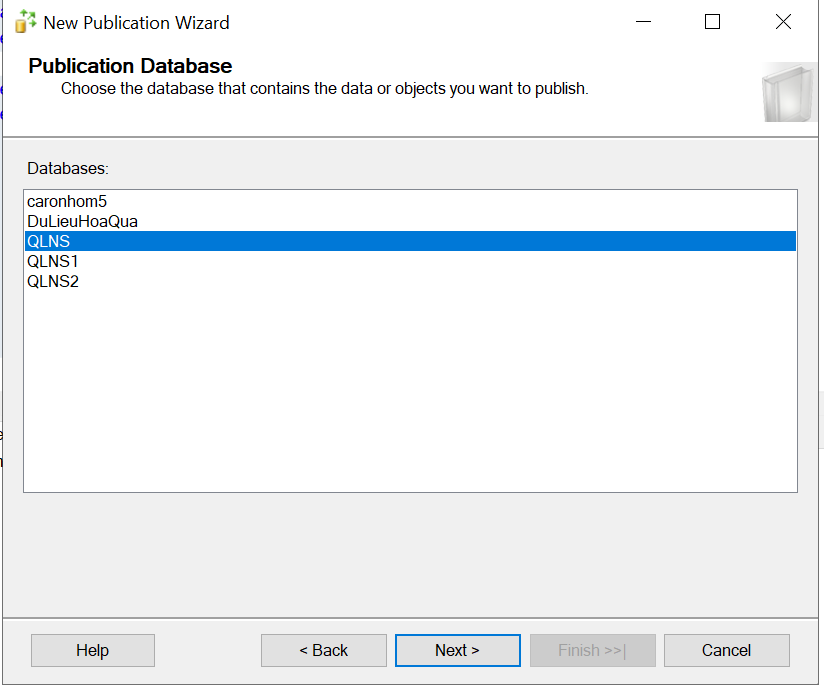 New Publication Wizard
Publication Database
Choose the database that contains the data or objects you want to publish.
Databases:
caronhom5
DuLieuHoaQua
QLNS
QLNS1
QLNS2
Help
< Back
Next >
Finish >>|
Cancel